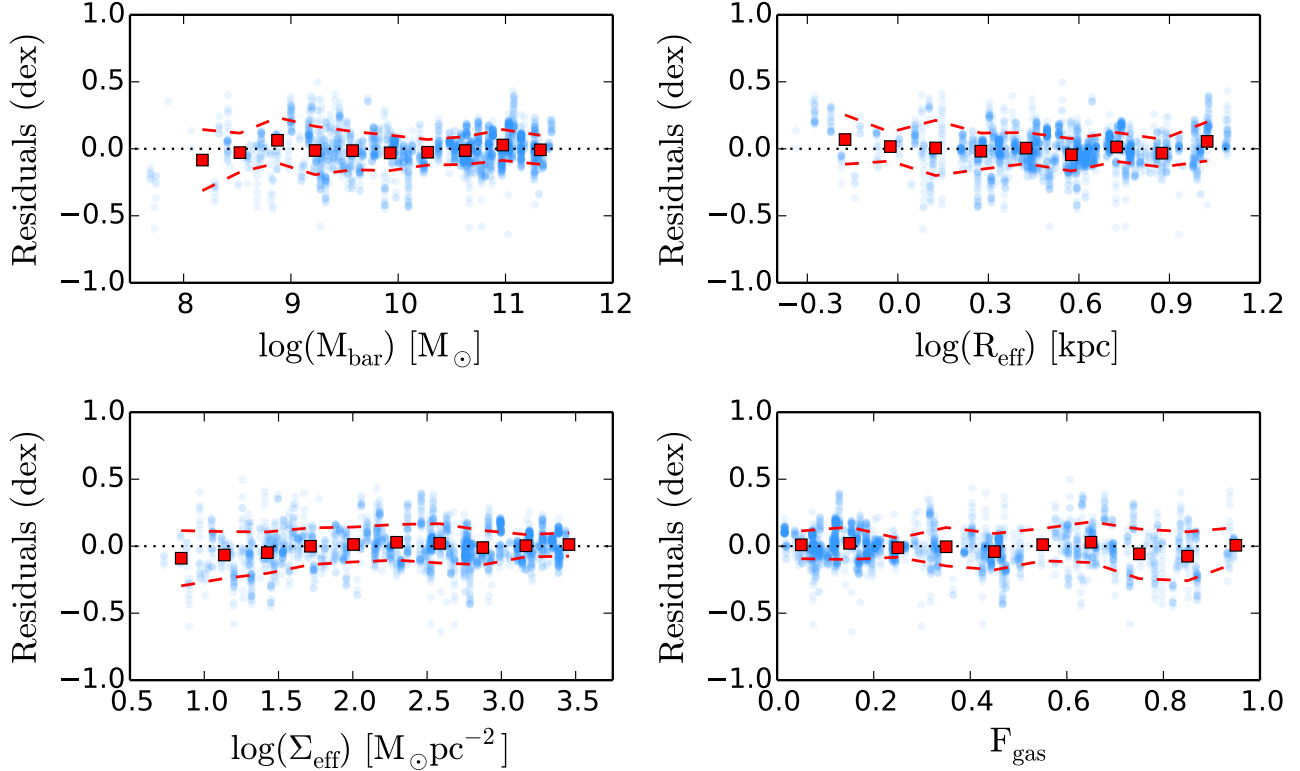 1.0
0.5
0.0
−0.5
−1.0
Residuals (dex)
8 9 10 11 12
log(M_bar) [M_⊙]
1.0
0.5
0.0
−0.5
−1.0
Residuals (dex)
−0.3 0.0 0.3 0.6 0.9 1.2
log(R_eff) [kpc]
1.0
0.5
0.0
−0.5
−1.0
Residuals (dex)
0.5 1.0 1.5 2.0 2.5 3.0 3.5
log(Σ_eff) [M_⊙pc⁻²]
1.0
0.5
0.0
−0.5
−1.0
Residuals (dex)
0.0 0.2 0.4 0.6 0.8 1.0
F_gas